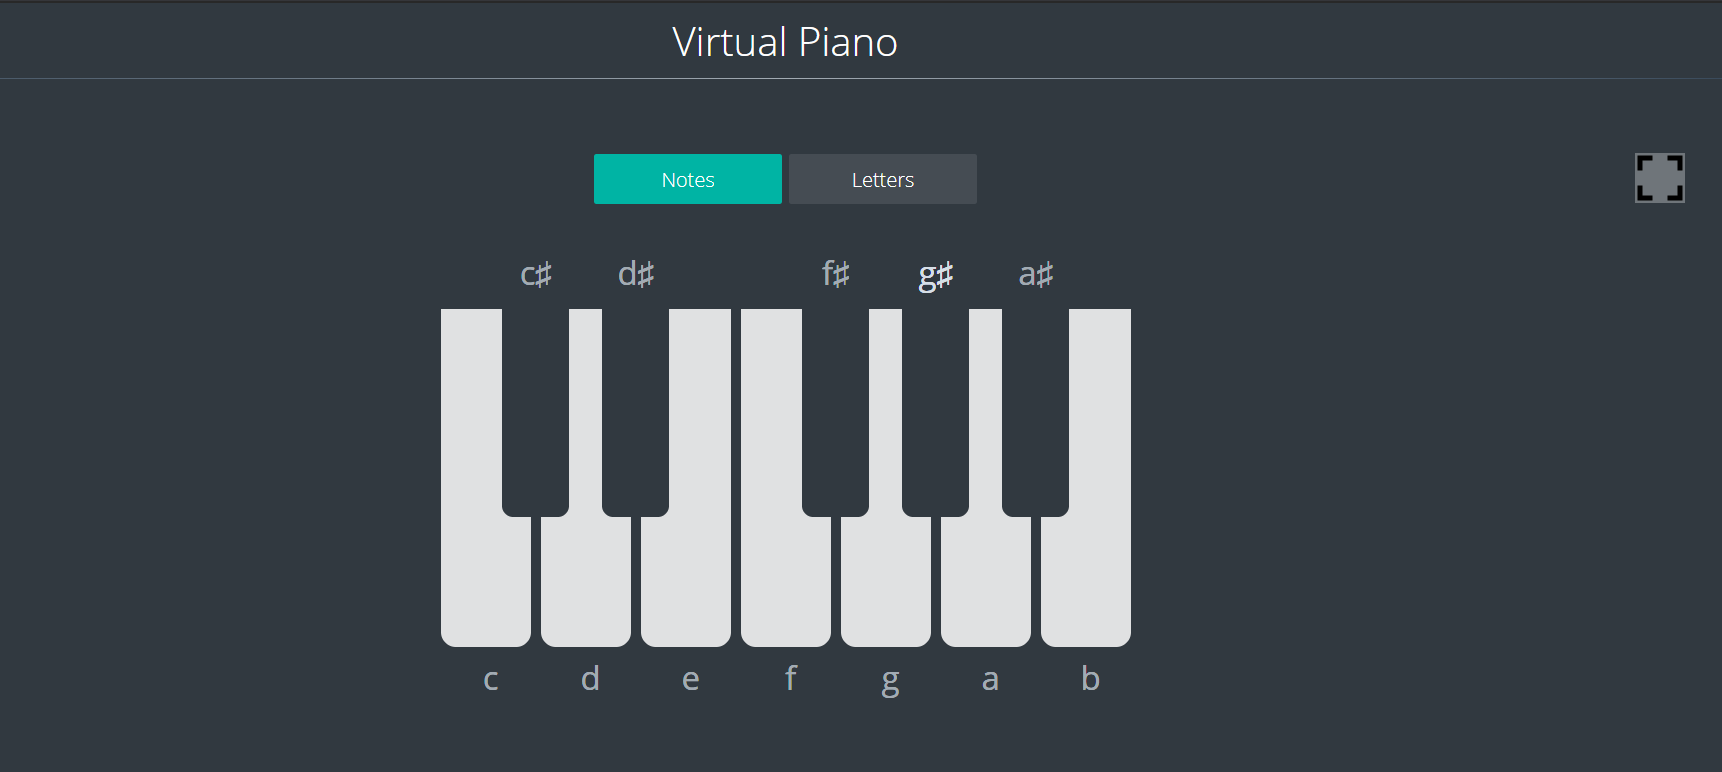 Virtual Piano
Notes Letters
c♯ d♯ f♯ g♯ a♯
c d e f g a b